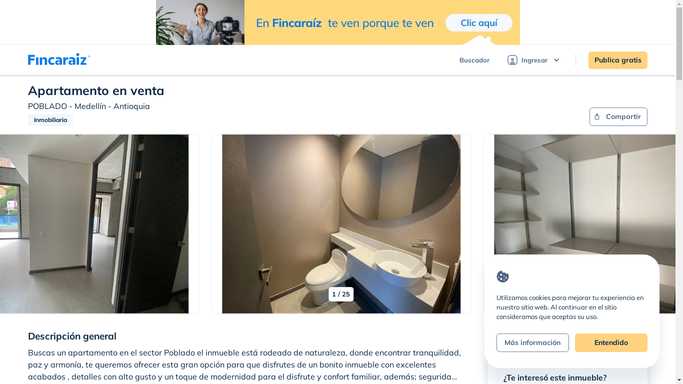 En Fincaraíz te ven porque te ven
Clic aquí
Fincaraiz
Buscador
Ingresar
Publica gratis
Apartamento en venta
POBLADO - Medellín - Antioquia
Inmobiliaria
Compartir
1 / 25
Utilizamos cookies para mejorar tu experiencia en
nuestro sitio web. Al continuar en el sitio
consideramos que aceptas su uso.
Más información
Entendido
Descripción general
Buscas un apartamento en el sector Poblado el inmueble está rodeado de naturaleza, donde encontrar tranquilidad,
paz y armonía, te queremos ofrecer esta gran opción para que disfrutes de un bonito inmueble con excelentes
acabados , detalles con alto gusto y un toque de modernidad para el disfrute y confort familiar, además; segurida...
¿Te interesó este inmueble?